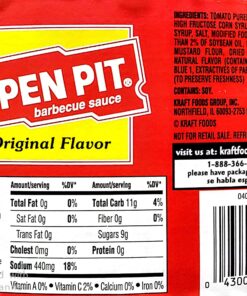 PEN PIT®
barbecue sauce
Original Flavor
Amount/serving %DV* Amount/serving %DV*
Total Fat 0g 0% Total Carb 11g 4%
Sat Fat 0g 0% Fiber 0g 0%
Trans Fat 0g Sugars 9g
Cholest 0mg 0% Protein 0g
Sodium 440mg 18%
Vitamin A 0% • Vitamin C 2% • Calcium 0% • Iron 0%
INGREDIENTS: TOMATO PURE
HIGH FRUCTOSE CORN SY
SYRUP, SALT, MODIFIED FO
THAN 2% OF SOYBEAN OIL,
MUSTARD FLOUR, DRIED
NATURAL FLAVOR (CONTAIN
BLUE 1, EXTRACTIVES OF P
(TO PRESERVE FRESHNESS)
CONTAINS: SOY.
KRAFT FOODS GROUP, INC.
NORTHFIELD, IL 60093-2753
© KRAFT FOODS
NOT FOR RETAIL SALE. REFR
visit us at: kraftfoo
1-888-366-
please have packag
se habla esp
040
0 43000